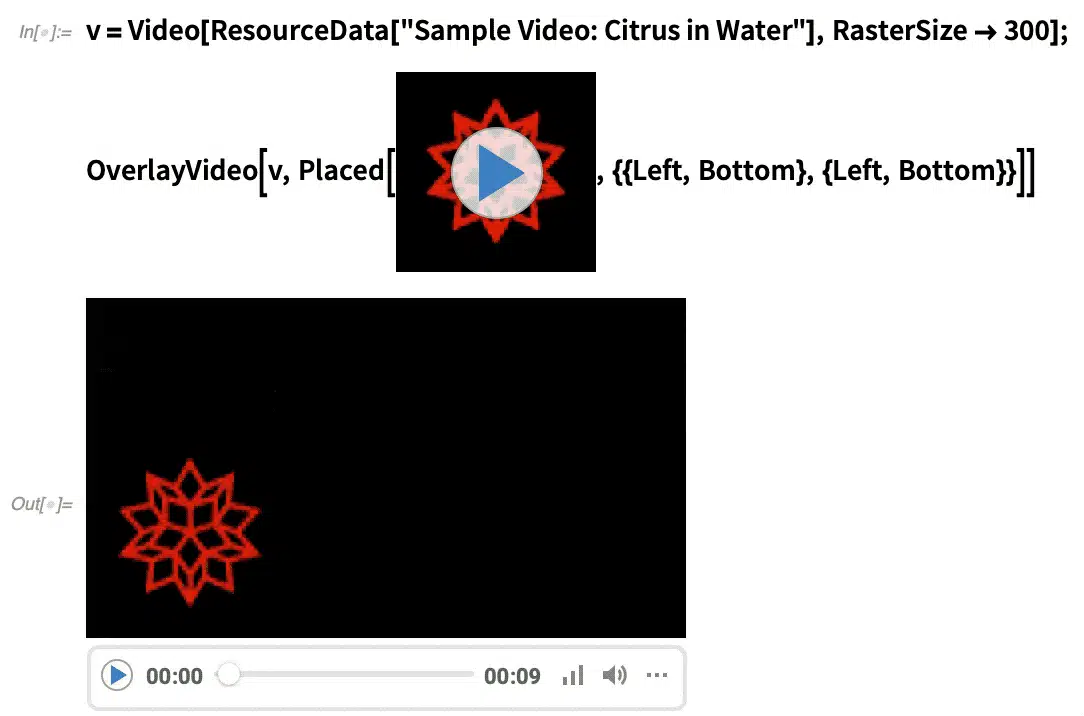 In[•]:= v = Video[ResourceData["Sample Video: Citrus in Water"], RasterSize → 300];
OverlayVideo[v, Placed[ , {{Left, Bottom}, {Left, Bottom}}]]
Out[•]=
00:00 00:09